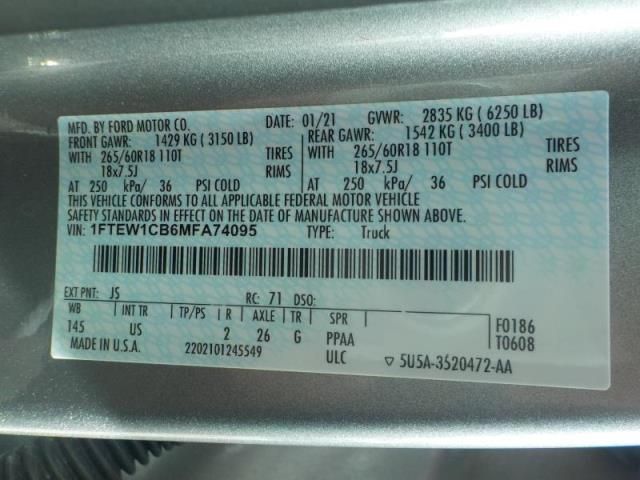 MFD. BY FORD MOTOR CO.
DATE: 01/21 GVWR: 2835 KG ( 6250 LB)
FRONT GAWR: 1429 KG ( 3150 LB) REAR GAWR: 1542 KG ( 3400 LB)
WITH 265/60R18 110T TIRES WITH 265/60R18 110T TIRES
18x7.5J RIMS 18x7.5J RIMS
AT 250 kPa/ 36 PSI COLD AT 250 kPa/ 36 PSI COLD
THIS VEHICLE CONFORMS TO ALL APPLICABLE FEDERAL MOTOR VEHICLE
SAFETY STANDARDS IN EFFECT ON THE DATE OF MANUFACTURE SHOWN ABOVE.
VIN: 1FTEW1CB6MFA74095 TYPE: Truck
EXT PNT: JS RC: 71 DSO:
WB INT TR TP/PS R AXLE TR SPR
145 US 2 26 G PPAA
F0186
T0608
MADE IN U.S.A. 2202101245549 ULC ▽ 5U5A-3520472-AA